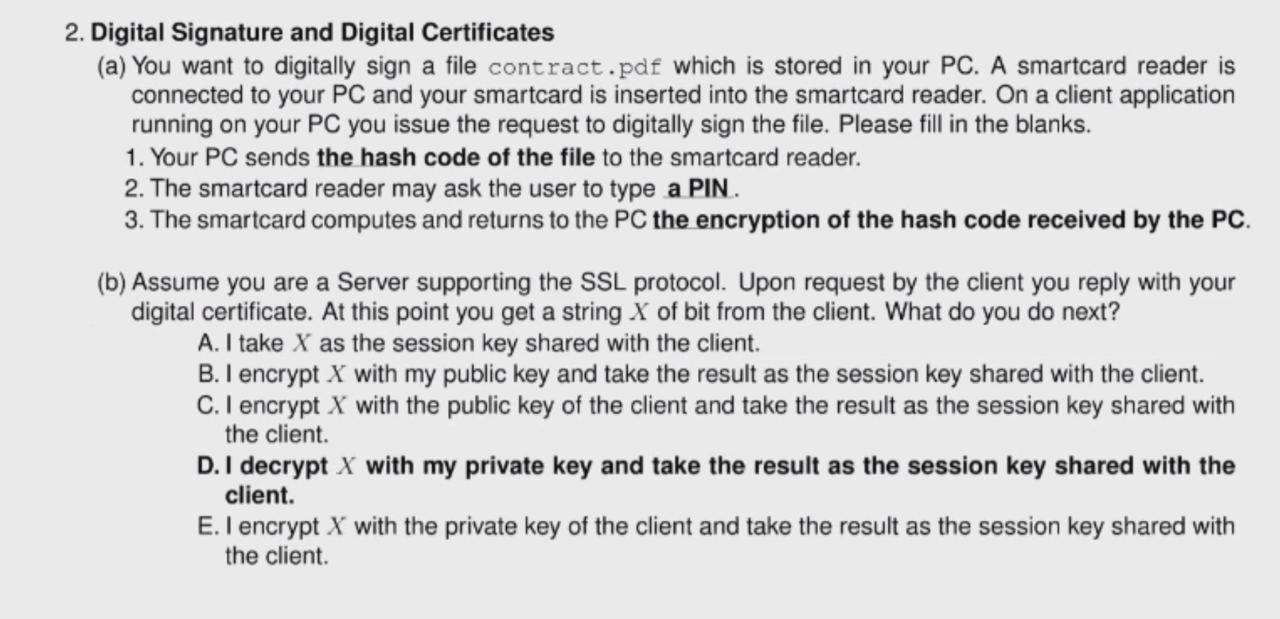 2. Digital Signature and Digital Certificates
(a) You want to digitally sign a file contract.pdf which is stored in your PC. A smartcard reader is
connected to your PC and your smartcard is inserted into the smartcard reader. On a client application
running on your PC you issue the request to digitally sign the file. Please fill in the blanks.
1. Your PC sends the hash code of the file to the smartcard reader.
2. The smartcard reader may ask the user to type a PIN.
3. The smartcard computes and returns to the PC the encryption of the hash code received by the PC.
(b) Assume you are a Server supporting the SSL protocol. Upon request by the client you reply with your
digital certificate. At this point you get a string X of bit from the client. What do you do next?
A. I take X as the session key shared with the client.
B. I encrypt X with my public key and take the result as the session key shared with the client.
C. I encrypt X with the public key of the client and take the result as the session key shared with
the client.
D. I decrypt X with my private key and take the result as the session key shared with the
client.
E. I encrypt X with the private key of the client and take the result as the session key shared with
the client.